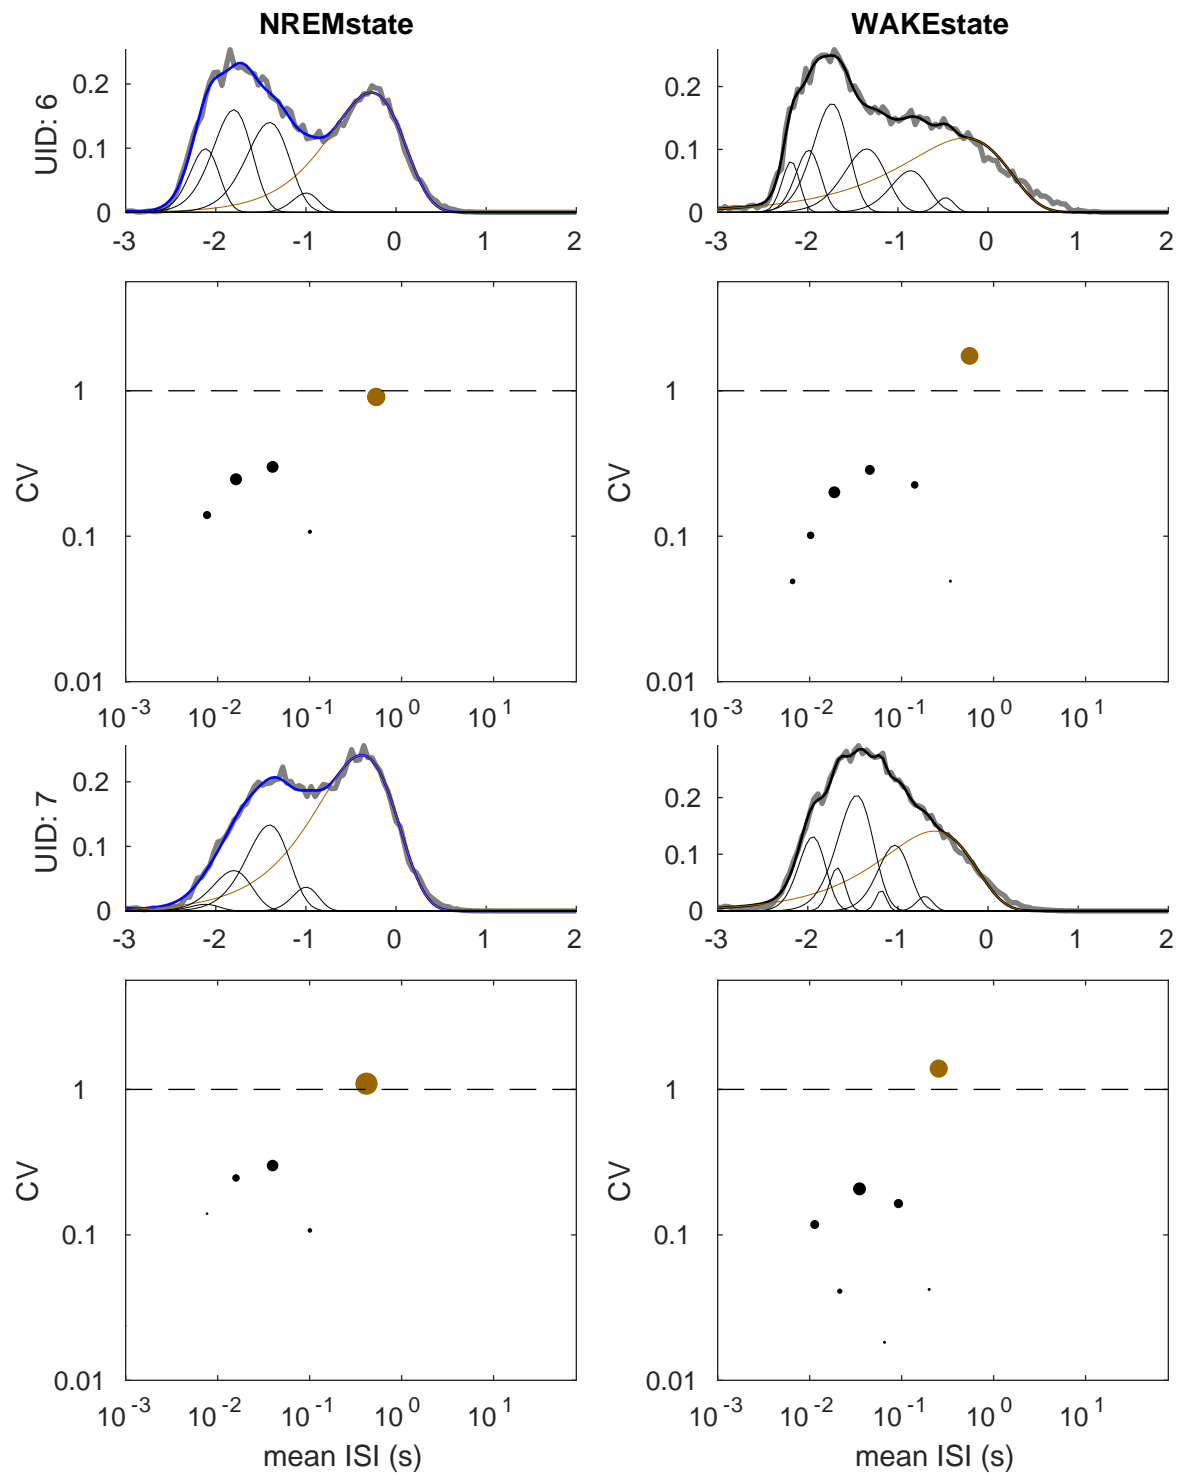 NREMstate WAKEstate
0.2 0.2
UID: 6
0.1 0.1
0 0
-3 -2 -1 0 1 2 -3 -2 -1 0 1 2
1 1
CV CV
0.1 0.1
0.01 0.01
10^-3 10^-2 10^-1 10^0 10^1 10^-3 10^-2 10^-1 10^0 10^1
0.2 0.2
UID: 7
0.1 0.1
0 0
-3 -2 -1 0 1 2 -3 -2 -1 0 1 2
1 1
CV CV
0.1 0.1
0.01 0.01
10^-3 10^-2 10^-1 10^0 10^1 10^-3 10^-2 10^-1 10^0 10^1
mean ISI (s) mean ISI (s)